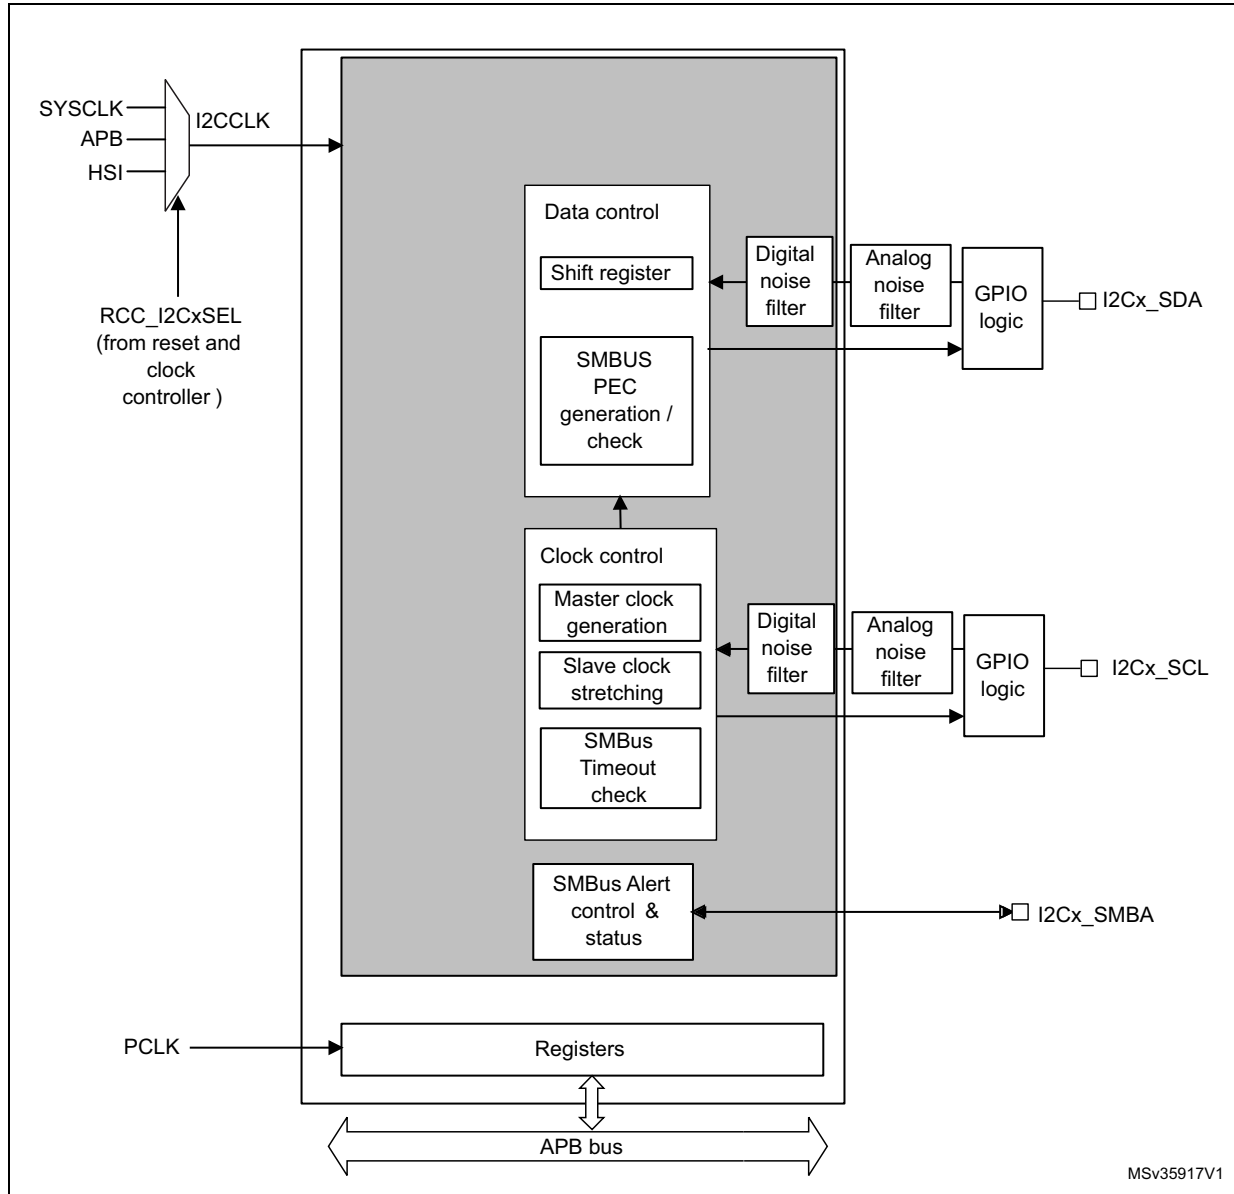 SYSCLK
APB
HSI
I2CCLK
RCC_I2CxSEL
(from reset and
clock
controller )
Data control
Shift register
SMBUS
PEC
generation /
check
Digital
noise
filter
Analog
noise
filter
GPIO
logic
I2Cx_SDA
Clock control
Master clock
generation
Slave clock
stretching
SMBus
Timeout
check
Digital
noise
filter
Analog
noise
filter
GPIO
logic
I2Cx_SCL
SMBus Alert
control &
status
I2Cx_SMBA
PCLK
Registers
APB bus
MSv35917V1